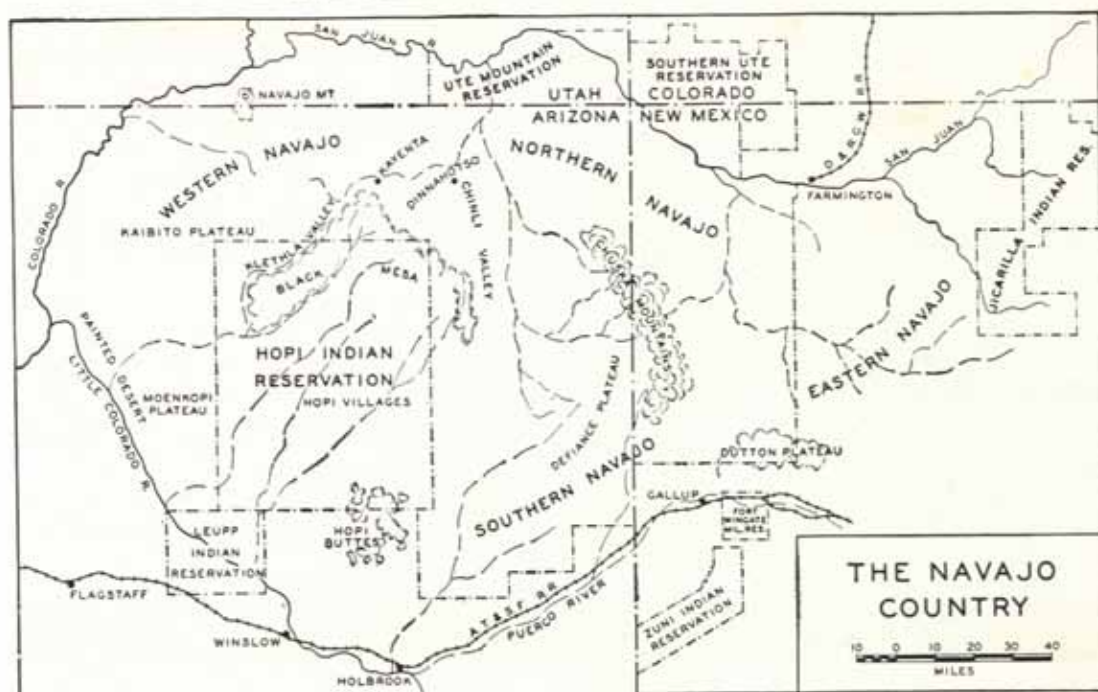 SAN JUAN R.
UTE MOUNTAIN
RESERVATION
SOUTHERN UTE
RESERVATION
COLORADO
UTAH
ARIZONA
NEW MEXICO
NAVAJO MT.
D. & R.G.W. RR
SAN JUAN R.
FARMINGTON
JICARILLA INDIAN RES.
COLORADO R.
WESTERN NAVAJO
NORTHERN
NAVAJO
KAYENTA
DINNAHOTSO
CHINLI
VALLEY
KAIBITO PLATEAU
KLETHLA VALLEY
BLACK
MESA
CHUSKA MOUNTAINS
EASTERN NAVAJO
PAINTED DESERT
LITTLE COLORADO R.
MOENKOPI
PLATEAU
HOPI INDIAN
RESERVATION
HOPI VILLAGES
DEFIANCE PLATEAU
DUTTON PLATEAU
SOUTHERN NAVAJO
GALLUP
FORT
WINGATE
MIL. RES.
LEUPP
INDIAN
RESERVATION
HOPI
BUTTES
FLAGSTAFF
WINSLOW
HOLBROOK
A.T. & S.F. R.R.
PUERCO RIVER
ZUNI INDIAN
RESERVATION
THE NAVAJO
COUNTRY
10 0 10 20 30 40
MILES